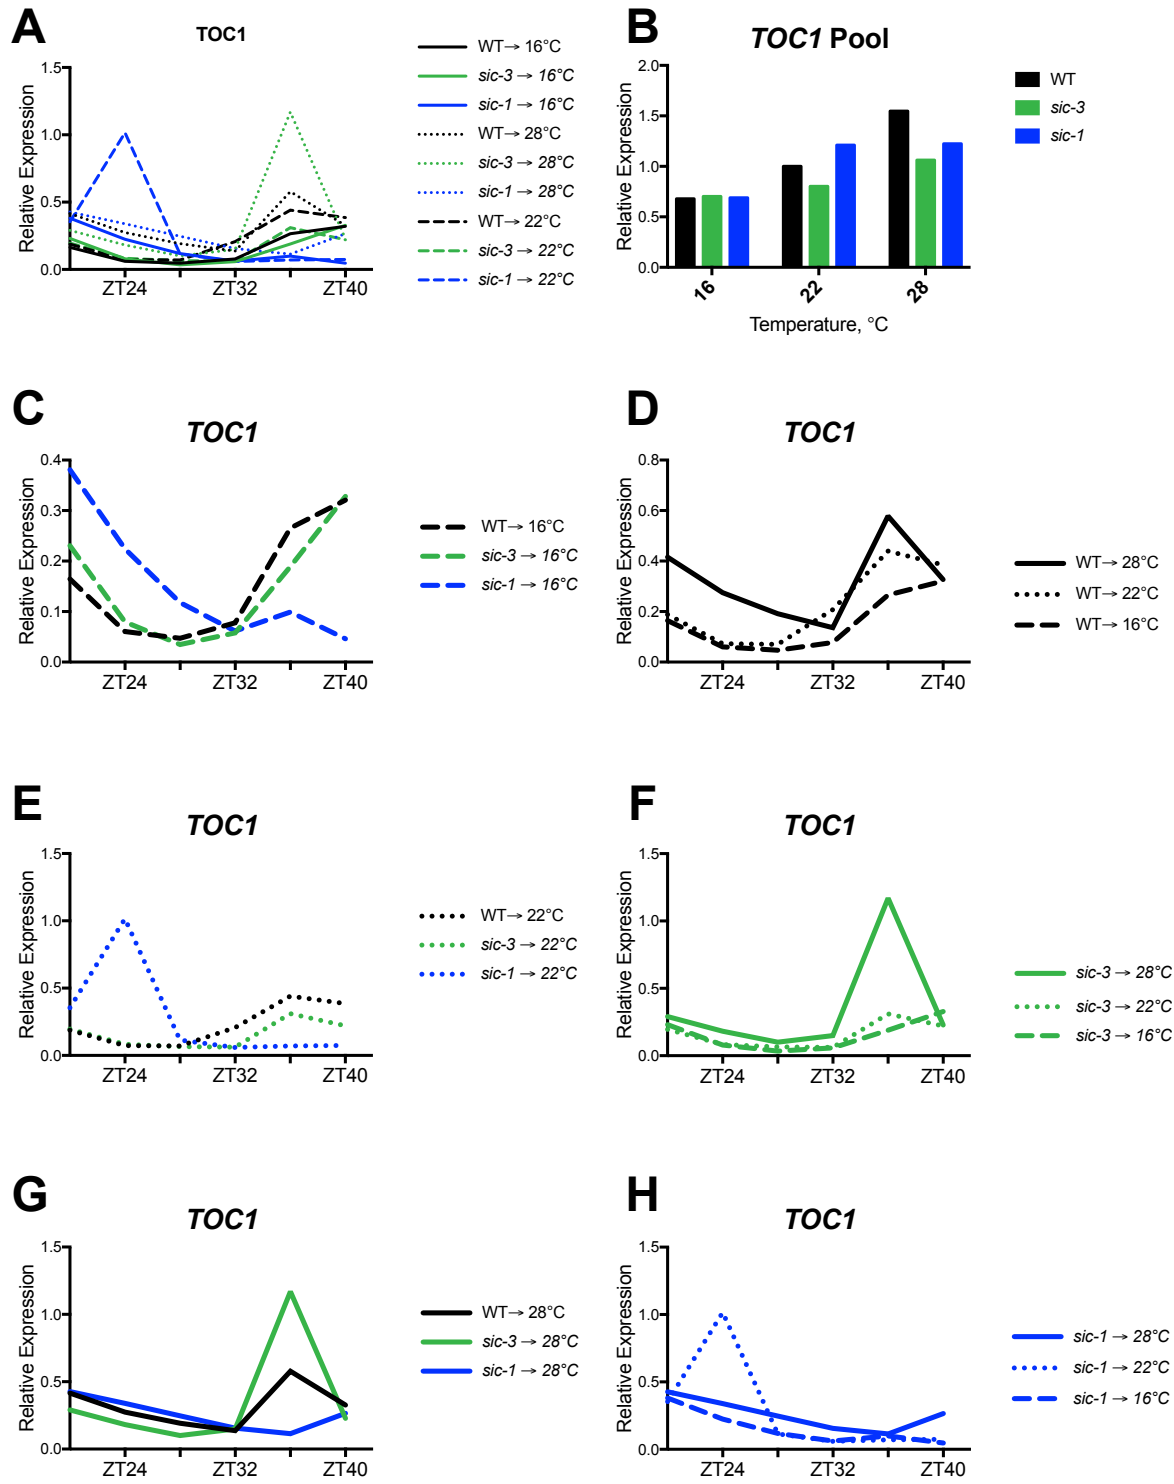 A
TOC1
Relative Expression
1.5
1.0
0.5
0.0
ZT24
ZT32
ZT40
WT→ 16°C
sic-3 → 16°C
sic-1 → 16°C
WT→ 28°C
sic-3 → 28°C
sic-1 → 28°C
WT→ 22°C
sic-3 → 22°C
sic-1 → 22°C
B
TOC1 Pool
Relative Expression
2.0
1.5
1.0
0.5
0.0
16
22
28
Temperature, °C
WT
sic-3
sic-1
C
TOC1
Relative Expression
0.4
0.3
0.2
0.1
0.0
ZT24
ZT32
ZT40
WT→ 16°C
sic-3 → 16°C
sic-1 → 16°C
D
TOC1
Relative Expression
0.8
0.6
0.4
0.2
0.0
ZT24
ZT32
ZT40
WT→ 28°C
WT→ 22°C
WT→ 16°C
E
TOC1
Relative Expression
1.5
1.0
0.5
0.0
ZT24
ZT32
ZT40
WT→ 22°C
sic-3 → 22°C
sic-1 → 22°C
F
TOC1
Relative Expression
1.5
1.0
0.5
0.0
ZT24
ZT32
ZT40
sic-3 → 28°C
sic-3 → 22°C
sic-3 → 16°C
G
TOC1
Relative Expression
1.5
1.0
0.5
0.0
ZT24
ZT32
ZT40
WT→ 28°C
sic-3 → 28°C
sic-1 → 28°C
H
TOC1
Relative Expression
1.5
1.0
0.5
0.0
ZT24
ZT32
ZT40
sic-1 → 28°C
sic-1 → 22°C
sic-1 → 16°C